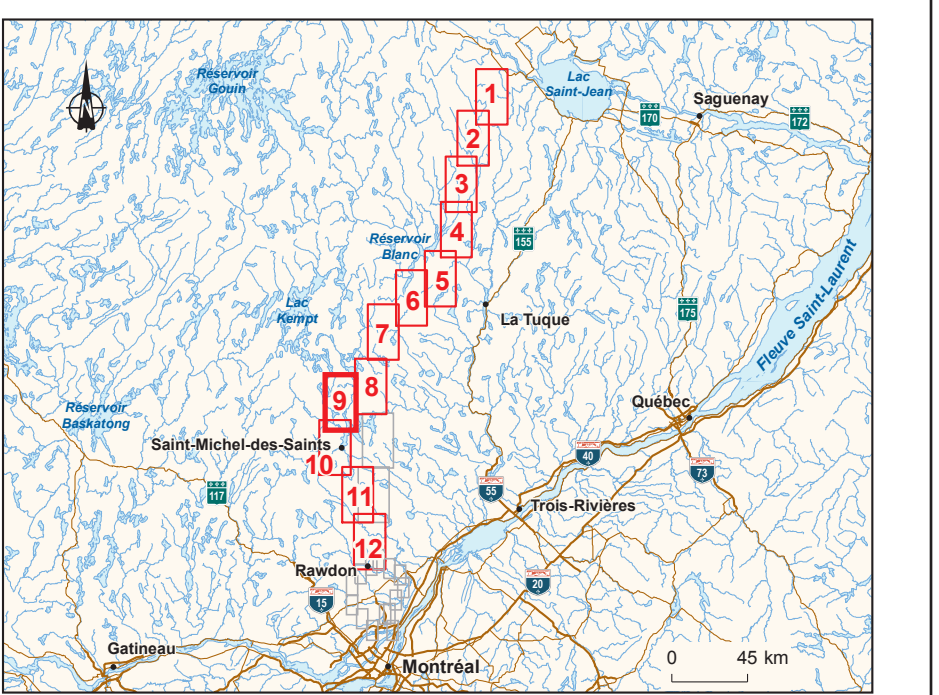 Réservoir
Gouin
Lac
Saint-Jean
Saguenay
170
172
N
1
2
3
4
5
6
7
8
9
10
11
12
Réservoir
Blanc
155
Lac
Kempt
La Tuque
175
Fleuve Saint-Laurent
Réservoir
Baskatong
Québec
Saint-Michel-des-Saints
40
73
117
55
Trois-Rivières
Rawdon
15
20
Gatineau
Montréal
0 45 km